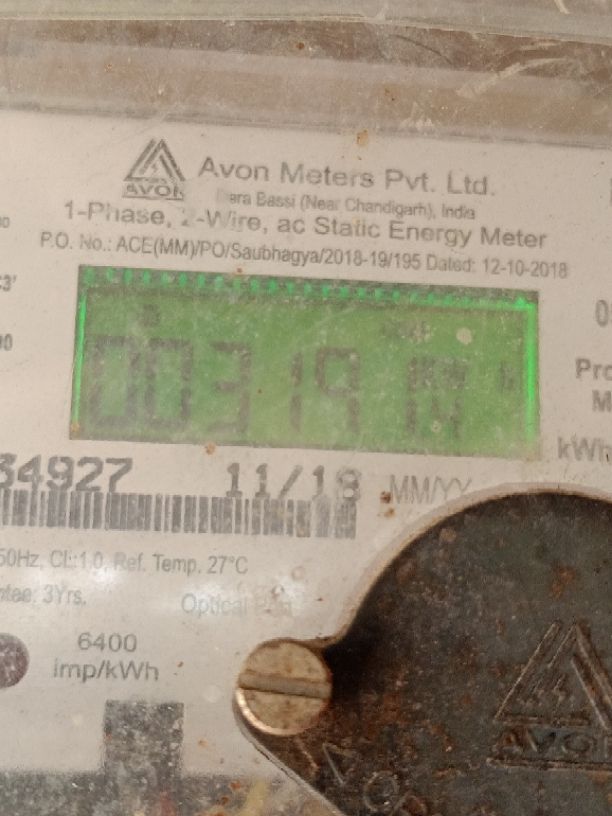 AVON
Avon Meters Pvt. Ltd.
Bassi (Near Chandigarh), India
1-Phase, 2-Wire, ac Static Energy Meter
P.O. No.: ACE(MM)/PO/Saubhagya/2018-19/195 Dated: 12-10-2018
00319
34927 11/18 MM/YY
50Hz, Cl.:1.0, Ref. Temp. 27°C
3Yrs.
Optical
6400
imp/kWh
AVON